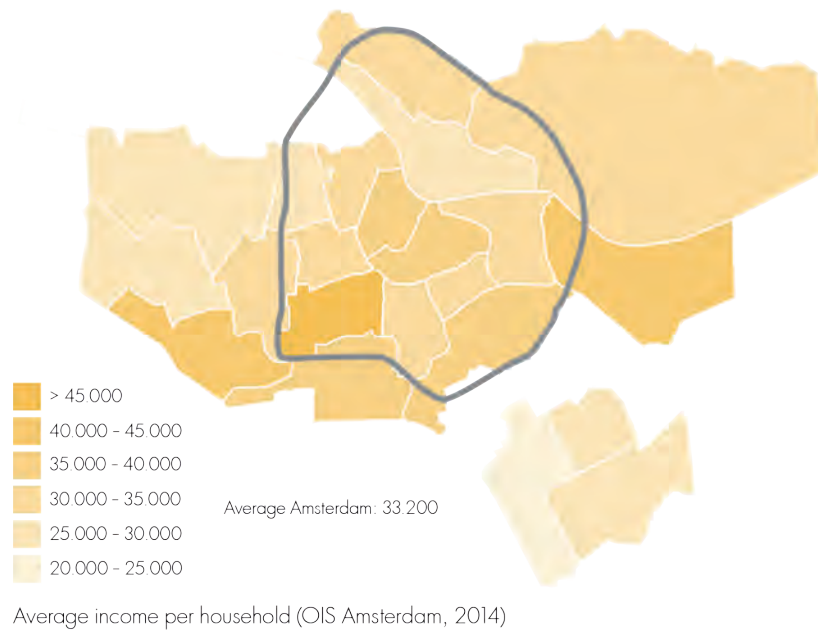 > 45.000
40.000 - 45.000
35.000 - 40.000
30.000 - 35.000
25.000 - 30.000
20.000 - 25.000
Average Amsterdam: 33.200
Average income per household (OIS Amsterdam, 2014)